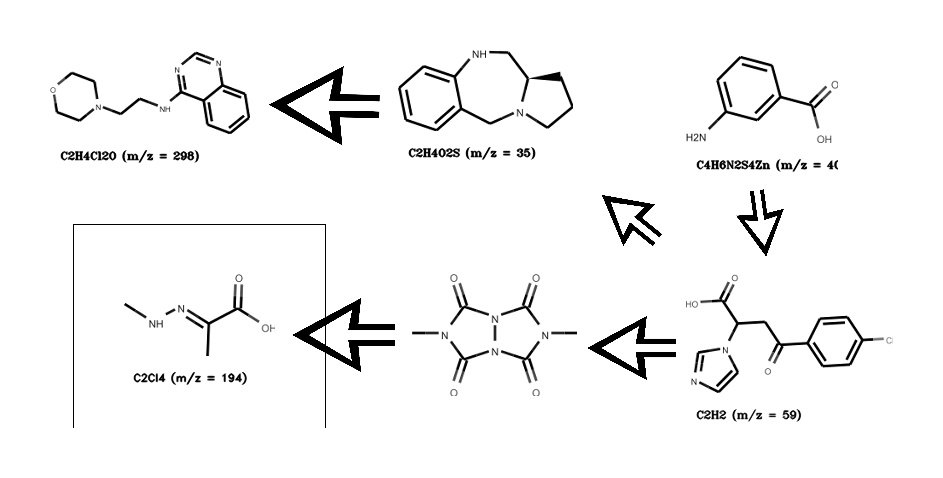 C2H4Cl2O (m/z = 298)
C2H4O2S (m/z = 35)
C4H6N2S4Zn (m/z = 4(
C2Cl4 (m/z = 194)
C2H2 (m/z = 59)